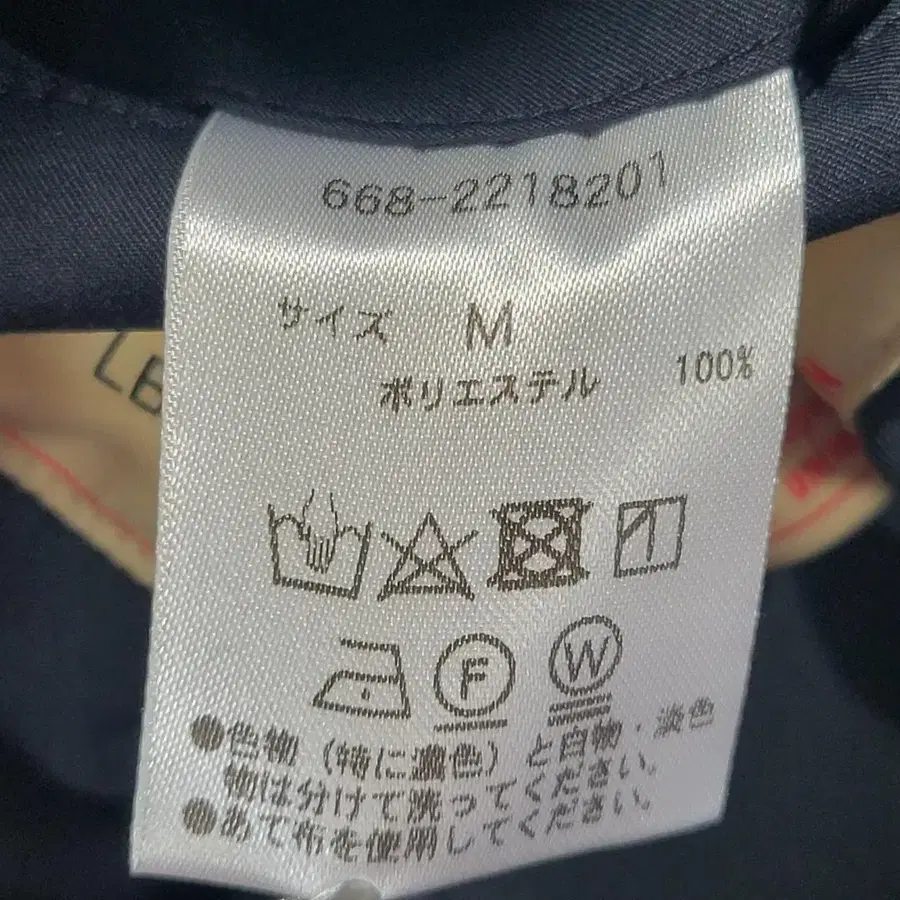 668-2218201
サイズ M
ポリエステル 100%
LB
F W
●色物（特に濃色）と白物・淡色
物は分けて洗ってください。
●あて布を使用してください。